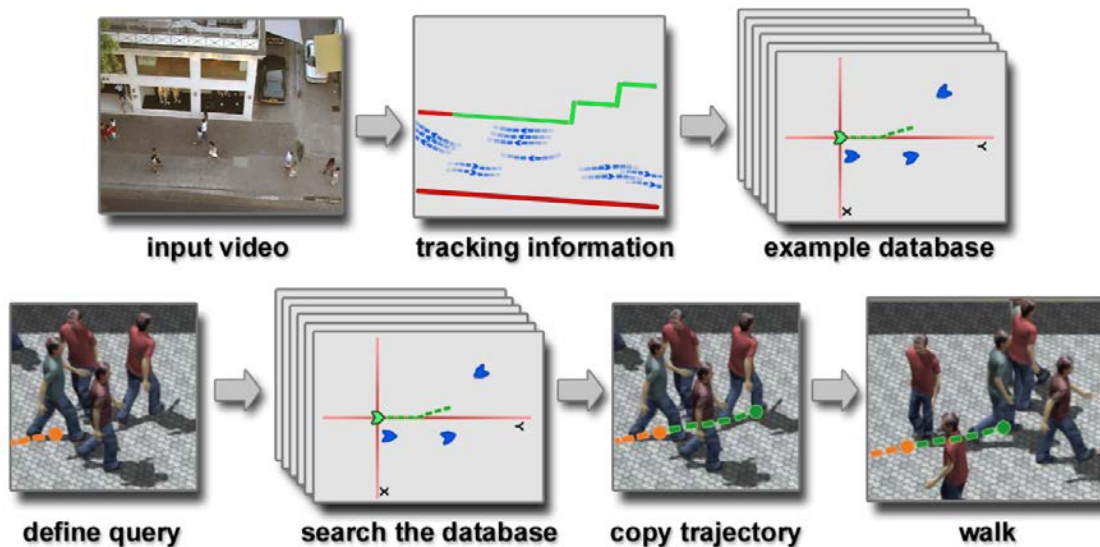 Y
X
input video
tracking information
example database
Y
X
define query
search the database
copy trajectory
walk